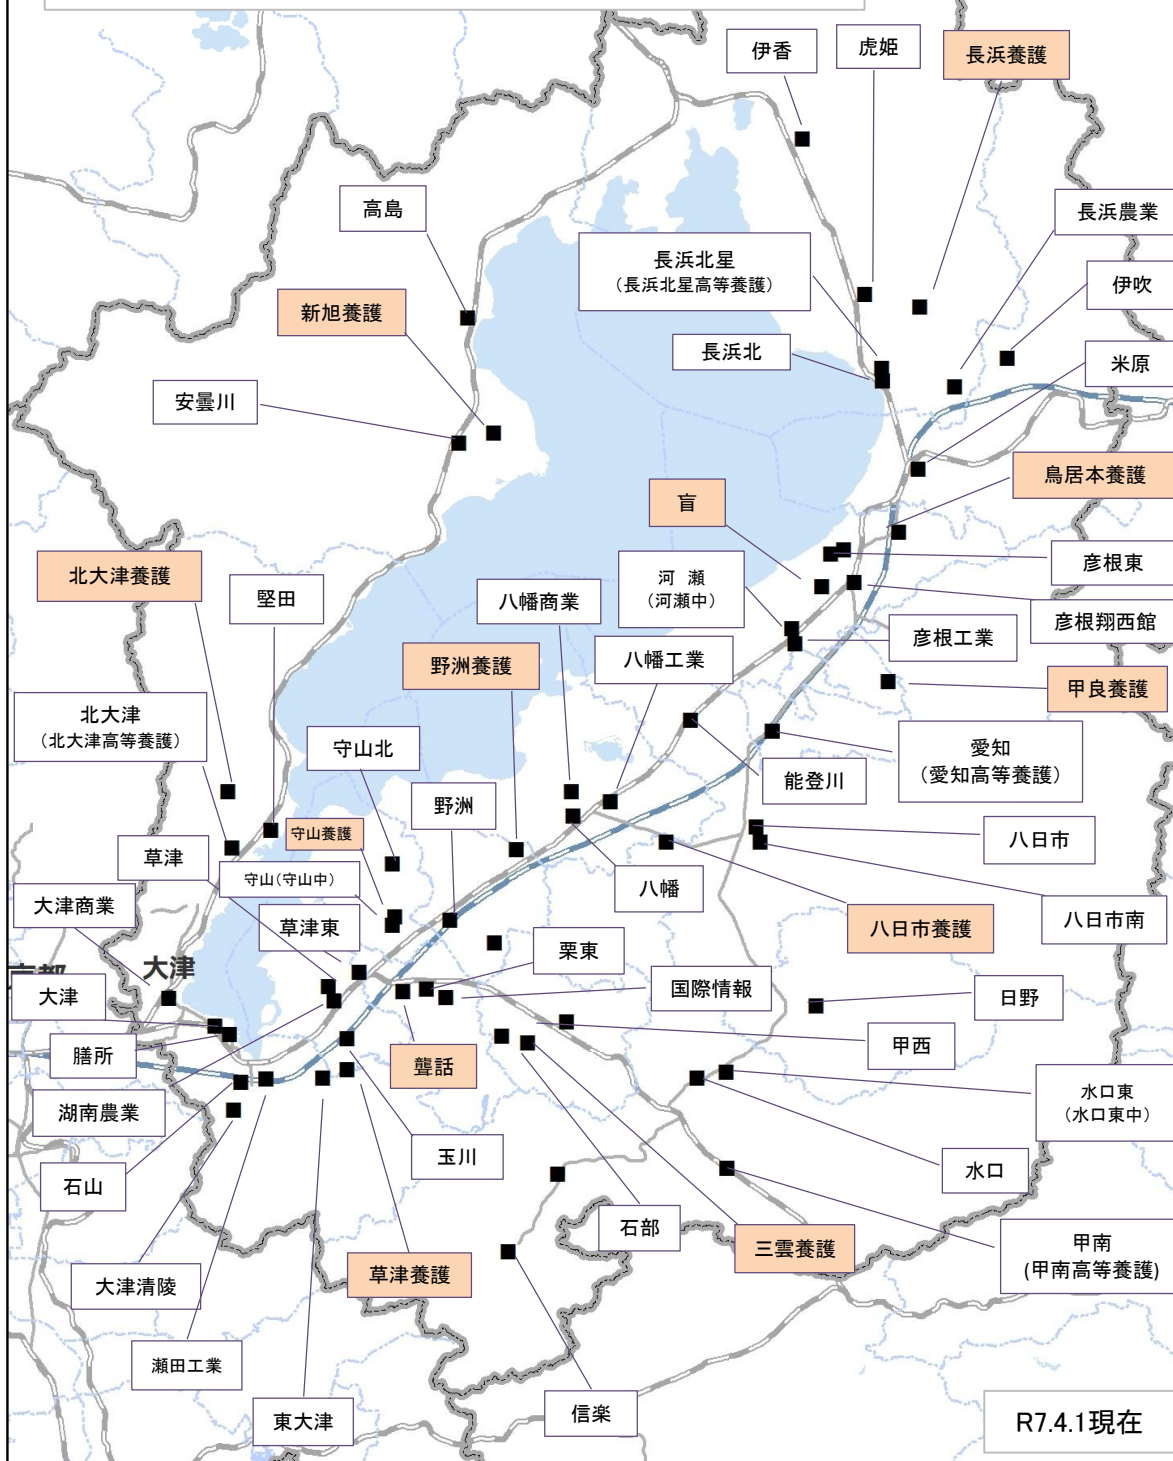 伊香
虎姫
長浜養護
高島
長浜農業
長浜北星
（長浜北星高等養護）
伊吹
新旭養護
長浜北
米原
安曇川
鳥居本養護
盲
彦根東
北大津養護
堅田
八幡商業
河　瀬
（河瀬中）
彦根翔西館
彦根工業
八幡工業
野洲養護
甲良養護
北大津
（北大津高等養護）
守山北
愛知
（愛知高等養護）
能登川
野洲
守山養護
八日市
草津
守山（守山中）
八幡
大津商業
草津東
八日市養護
八日市南
栗東
大津
大津
国際情報
日野
膳所
聾話
甲西
湖南農業
水口東
（水口東中）
玉川
水口
石山
石部
三雲養護
甲南
(甲南高等養護)
草津養護
大津清陵
瀬田工業
東大津
信楽
R7.4.1現在